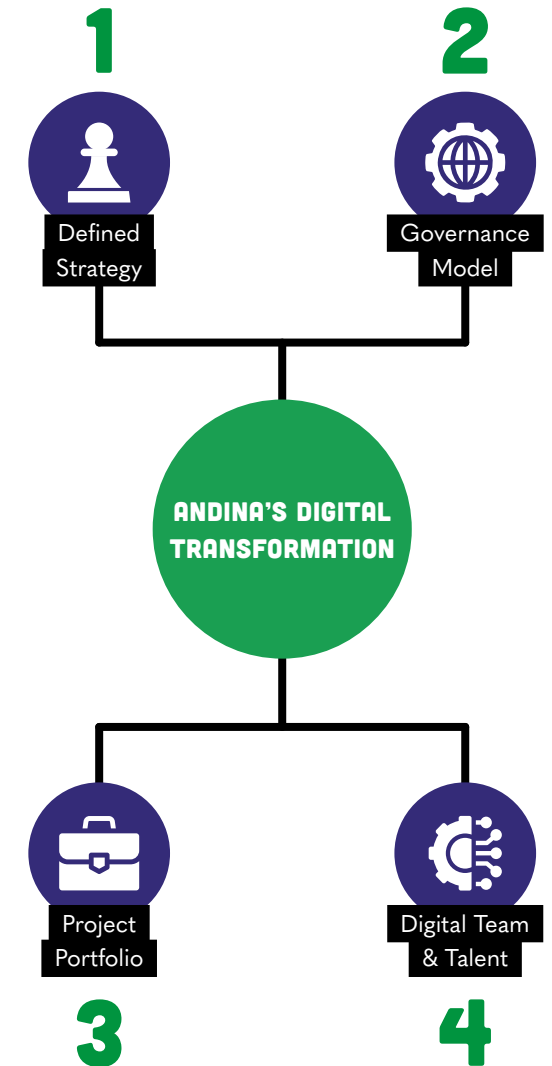 1
2
Defined
Strategy
Governance
Model
ANDINA'S DIGITAL
TRANSFORMATION
Project
Portfolio
Digital Team
& Talent
3
4